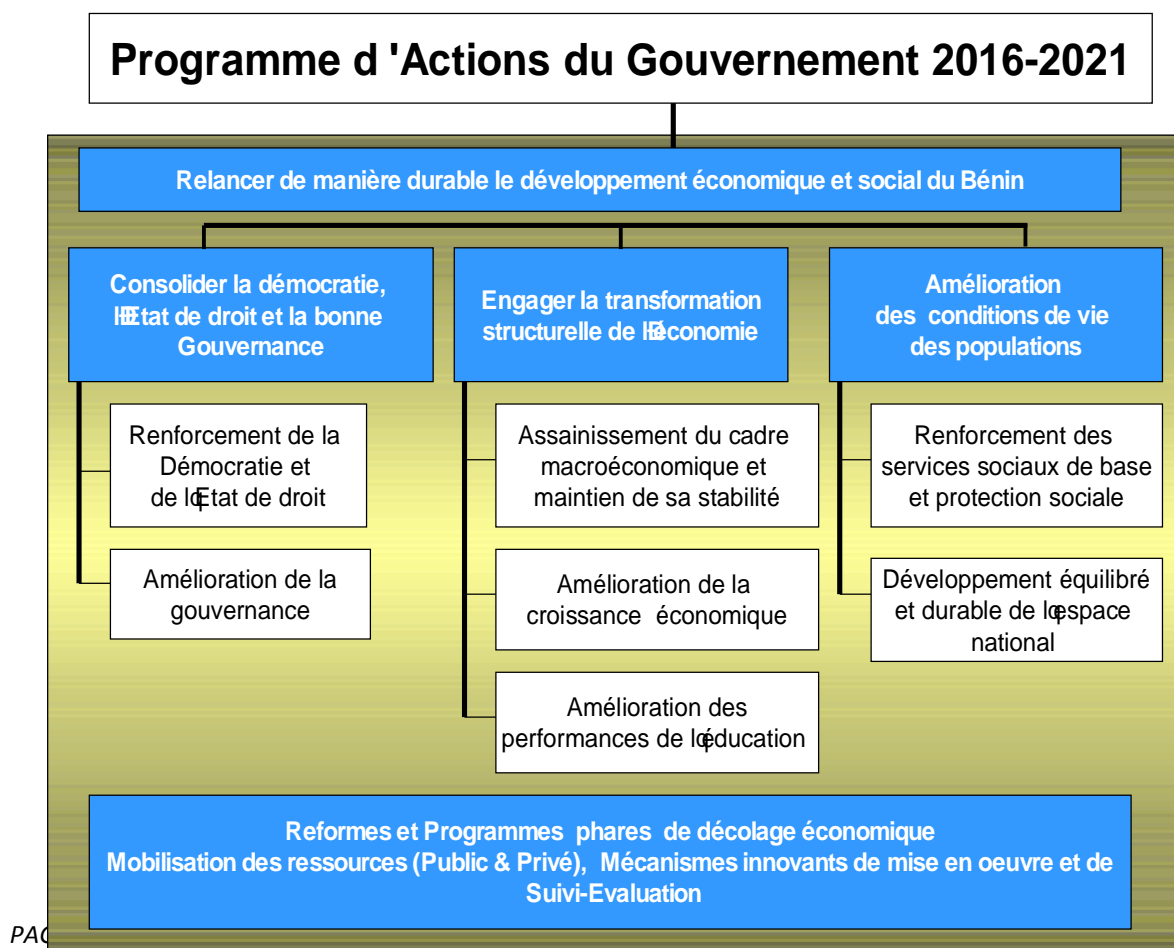 Programme d 'Actions du Gouvernement 2016-2021
Relancer de manière durable le développement économique et social du Bénin
Consolider la démocratie,
l'Etat de droit et la bonne
Gouvernance
Engager la transformation
structurelle de l'économie
Amélioration
des conditions de vie
des populations
Renforcement de la
Démocratie et
de l'Etat de droit
Amélioration de la
gouvernance
Assainissement du cadre
macroéconomique et
maintien de sa stabilité
Amélioration de la
croissance économique
Amélioration des
performances de l'éducation
Renforcement des
services sociaux de base
et protection sociale
Développement équilibré
et durable de l'espace
national
Reformes et Programmes phares de décolage économique
Mobilisation des ressources (Public & Privé), Mécanismes innovants de mise en oeuvre et de
Suivi-Evaluation